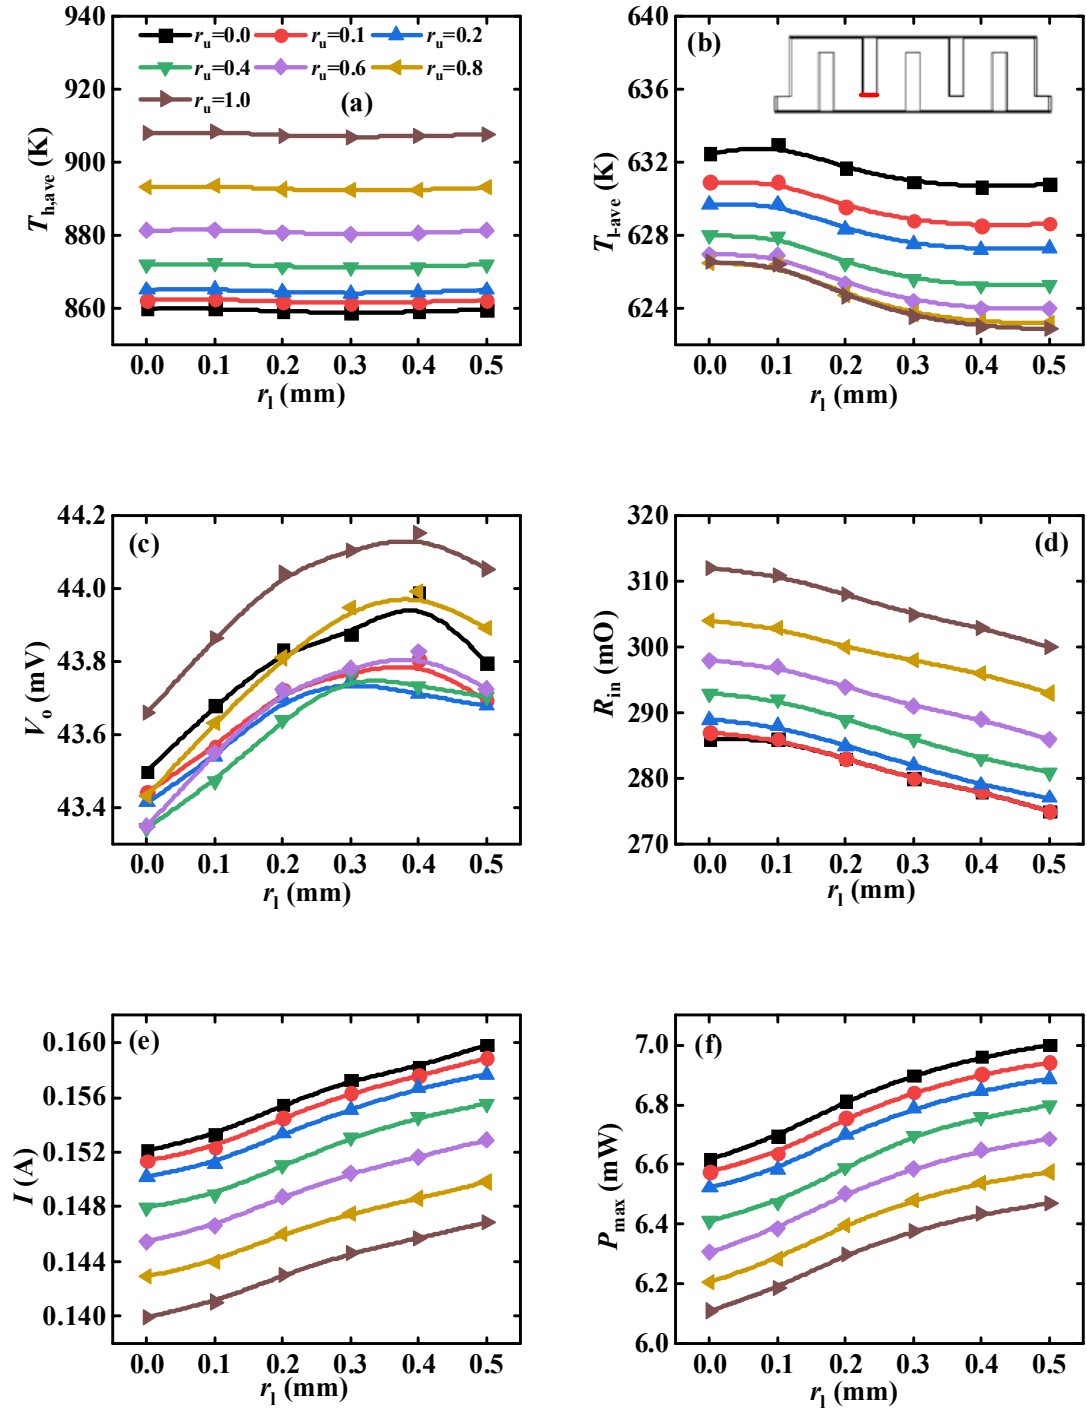 940
920
900
880
860
T_h,ave (K)
r_u=0.0 r_u=0.1 r_u=0.2
r_u=0.4 r_u=0.6 r_u=0.8
r_u=1.0
(a)
0.0 0.1 0.2 0.3 0.4 0.5
r_l (mm)
640
636
632
628
624
T_l-ave (K)
(b)
0.0 0.1 0.2 0.3 0.4 0.5
r_l (mm)
44.2
44.0
43.8
43.6
43.4
V_o (mV)
(c)
0.0 0.1 0.2 0.3 0.4 0.5
r_l (mm)
320
310
300
290
280
270
R_in (mO)
(d)
0.0 0.1 0.2 0.3 0.4 0.5
r_l (mm)
0.160
0.156
0.152
0.148
0.144
0.140
I (A)
(e)
0.0 0.1 0.2 0.3 0.4 0.5
r_l (mm)
7.0
6.8
6.6
6.4
6.2
6.0
P_max (mW)
(f)
0.0 0.1 0.2 0.3 0.4 0.5
r_l (mm)